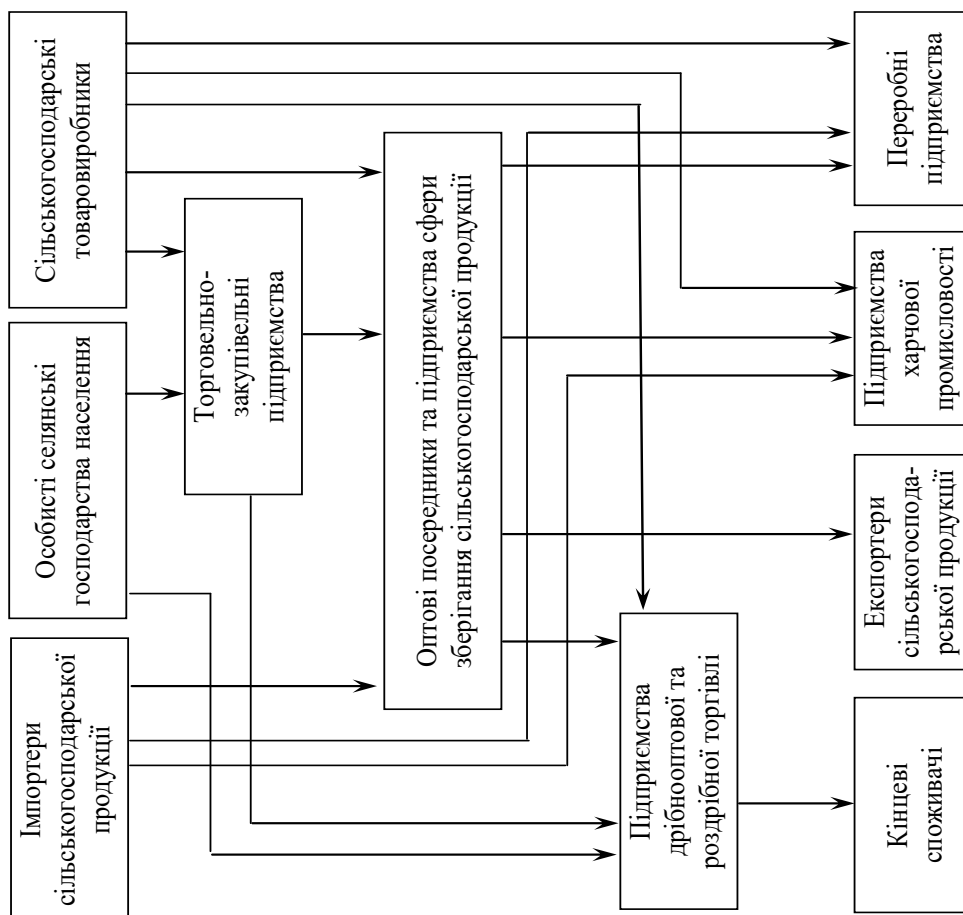 Сільськогосподарські
товаровиробники
Особисті селянські
господарства населення
Імпортери
сільськогосподарської
продукції
Торговельно-
закупівельні
підприємства
Оптові посередники та підприємства сфери
зберігання сільськогосподарської продукції
Підприємства
дрібнооптової та
роздрібної торгівлі
Переробні
підприємства
Підприємства
харчової
промисловості
Експортери
сільськогоспода-
рської продукції
Кінцеві
споживачі